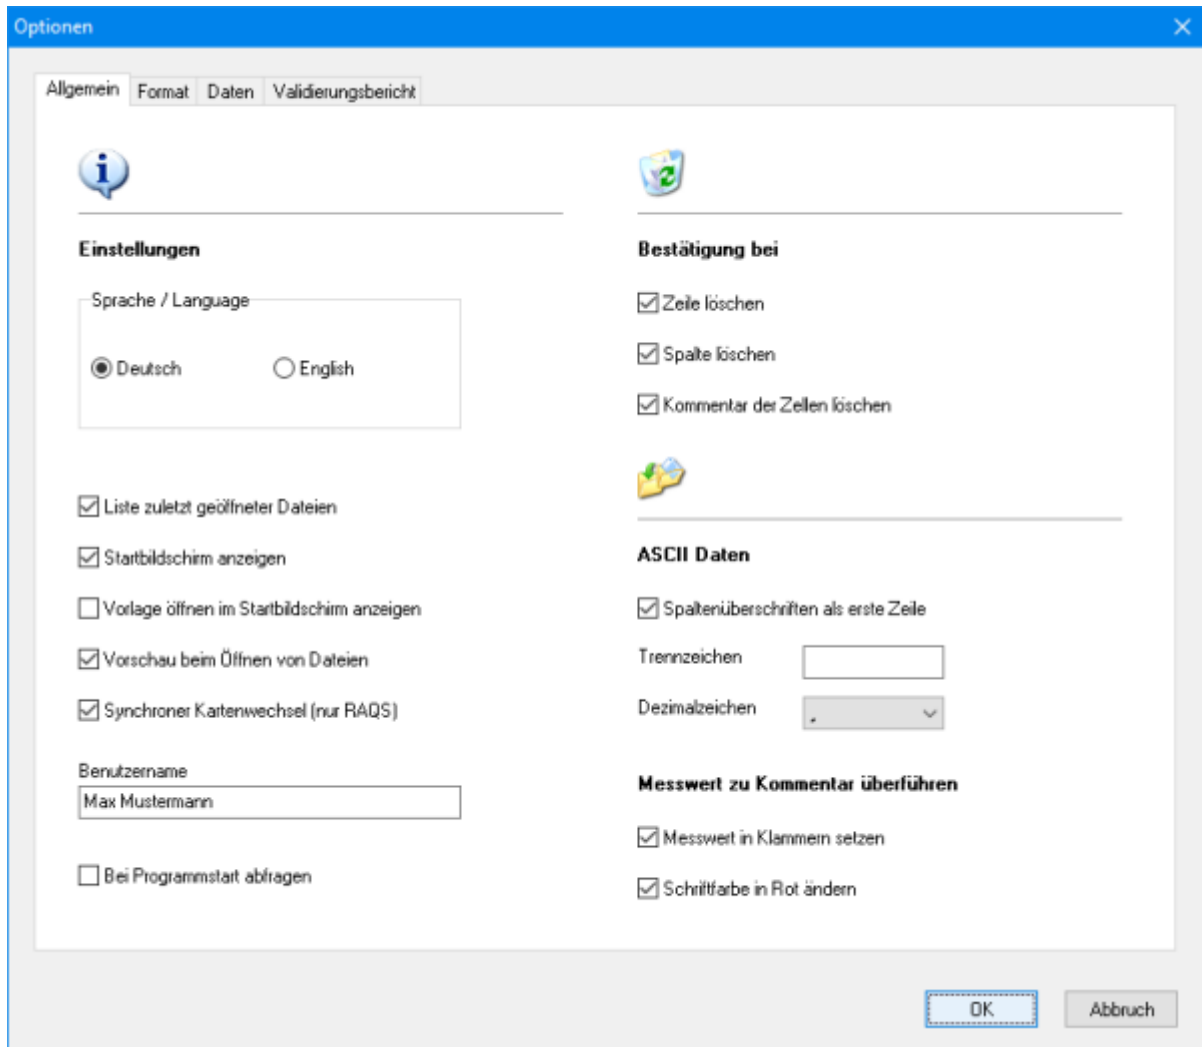 Optionen
Allgemein Format Daten Validierungsbericht
Einstellungen
Sprache / Language
Deutsch English
Liste zuletzt geöffneter Dateien
Startbildschirm anzeigen
Vorlage öffnen im Startbildschirm anzeigen
Vorschau beim Öffnen von Dateien
Synchroner Kartenwechsel (nur RAQS)
Benutzername
Max Mustermann
Bei Programmstart abfragen
Bestätigung bei
Zeile löschen
Spalte löschen
Kommentar der Zellen löschen
ASCII Daten
Spaltenüberschriften als erste Zeile
Trennzeichen
Dezimalzeichen ,
Messwert zu Kommentar überführen
Messwert in Klammern setzen
Schriftfarbe in Rot ändern
OK Abbruch